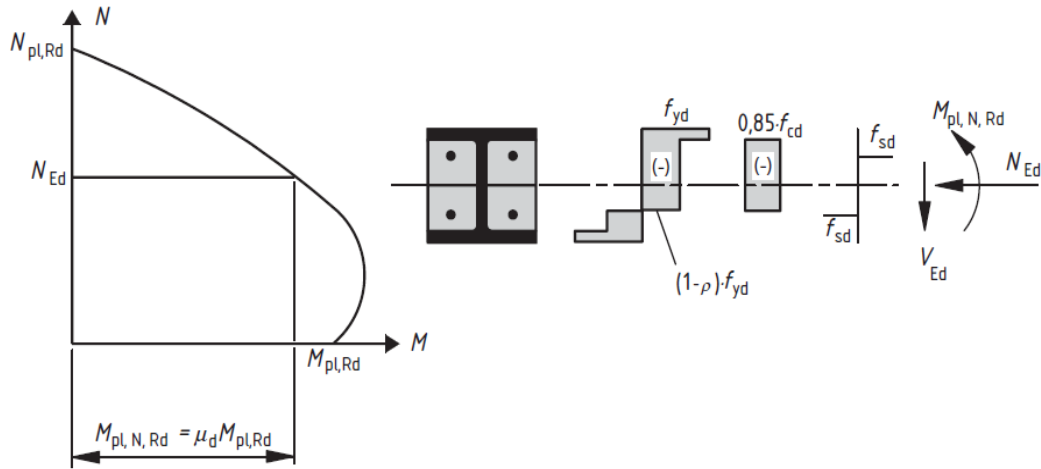 N
N pl,Rd
N Ed
M pl,Rd
M
M pl, N, Rd = μ d M pl,Rd
f yd
(-)
(1-ρ)·f yd
0,85·f cd
(-)
f sd
f sd
M pl, N, Rd
N Ed
V Ed